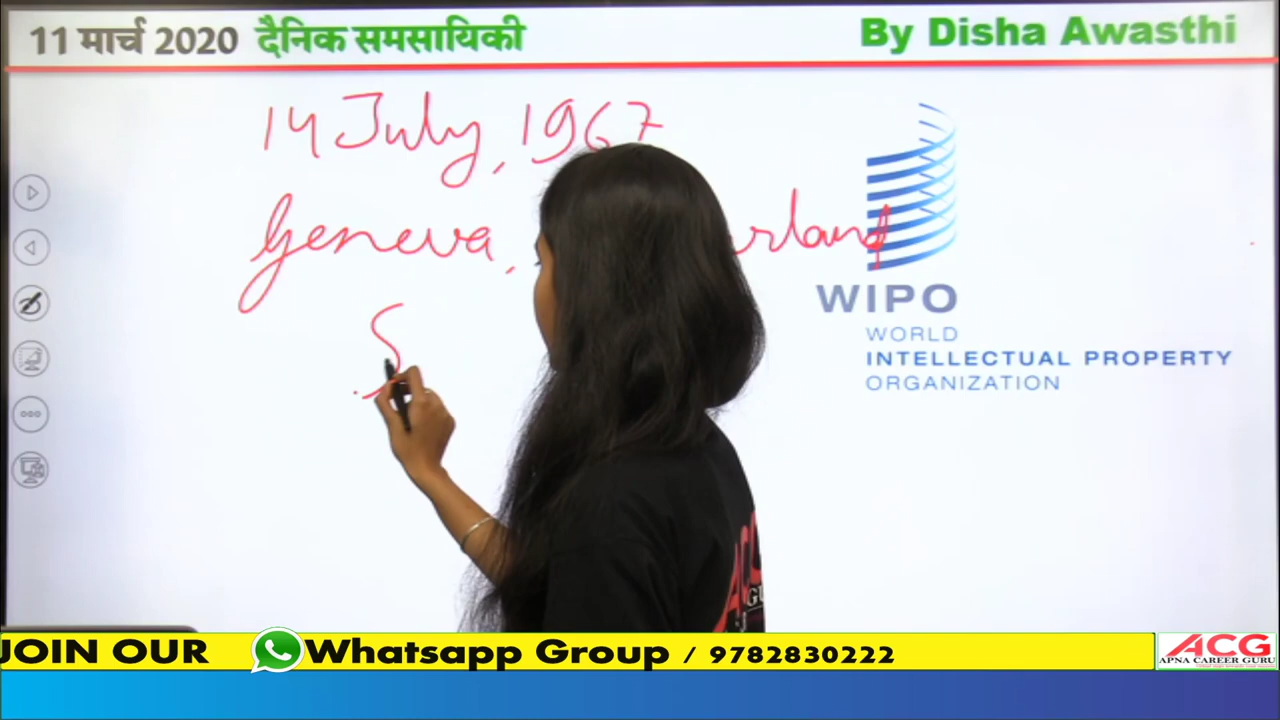 11 मार्च 2020 दैनिक समसायिकी
By Disha Awasthi
14 July, 1967
Geneva,
WIPO
WORLD
INTELLECTUAL PROPERTY
ORGANIZATION
S
JOIN OUR Whatsapp Group / 9782830222
ACG
APNA CAREER GURU